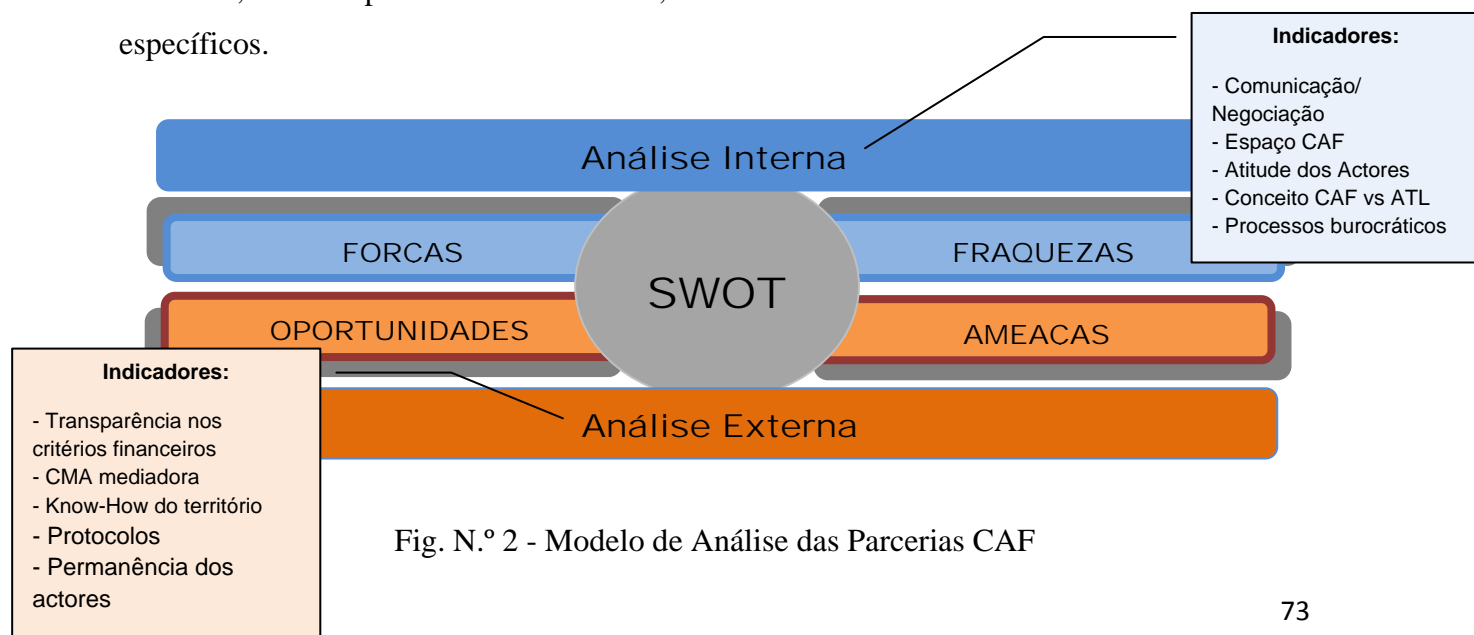 específicos.
Indicadores:
- Comunicação/
Negociação
- Espaço CAF
- Atitude dos Actores
- Conceito CAF vs ATL
- Processos burocráticos
Análise Interna
FORCAS
FRAQUEZAS
SWOT
OPORTUNIDADES
AMEACAS
Análise Externa
Indicadores:
- Transparência nos
critérios financeiros
- CMA mediadora
- Know-How do território
- Protocolos
- Permanência dos
actores
Fig. N.º 2 - Modelo de Análise das Parcerias CAF
73